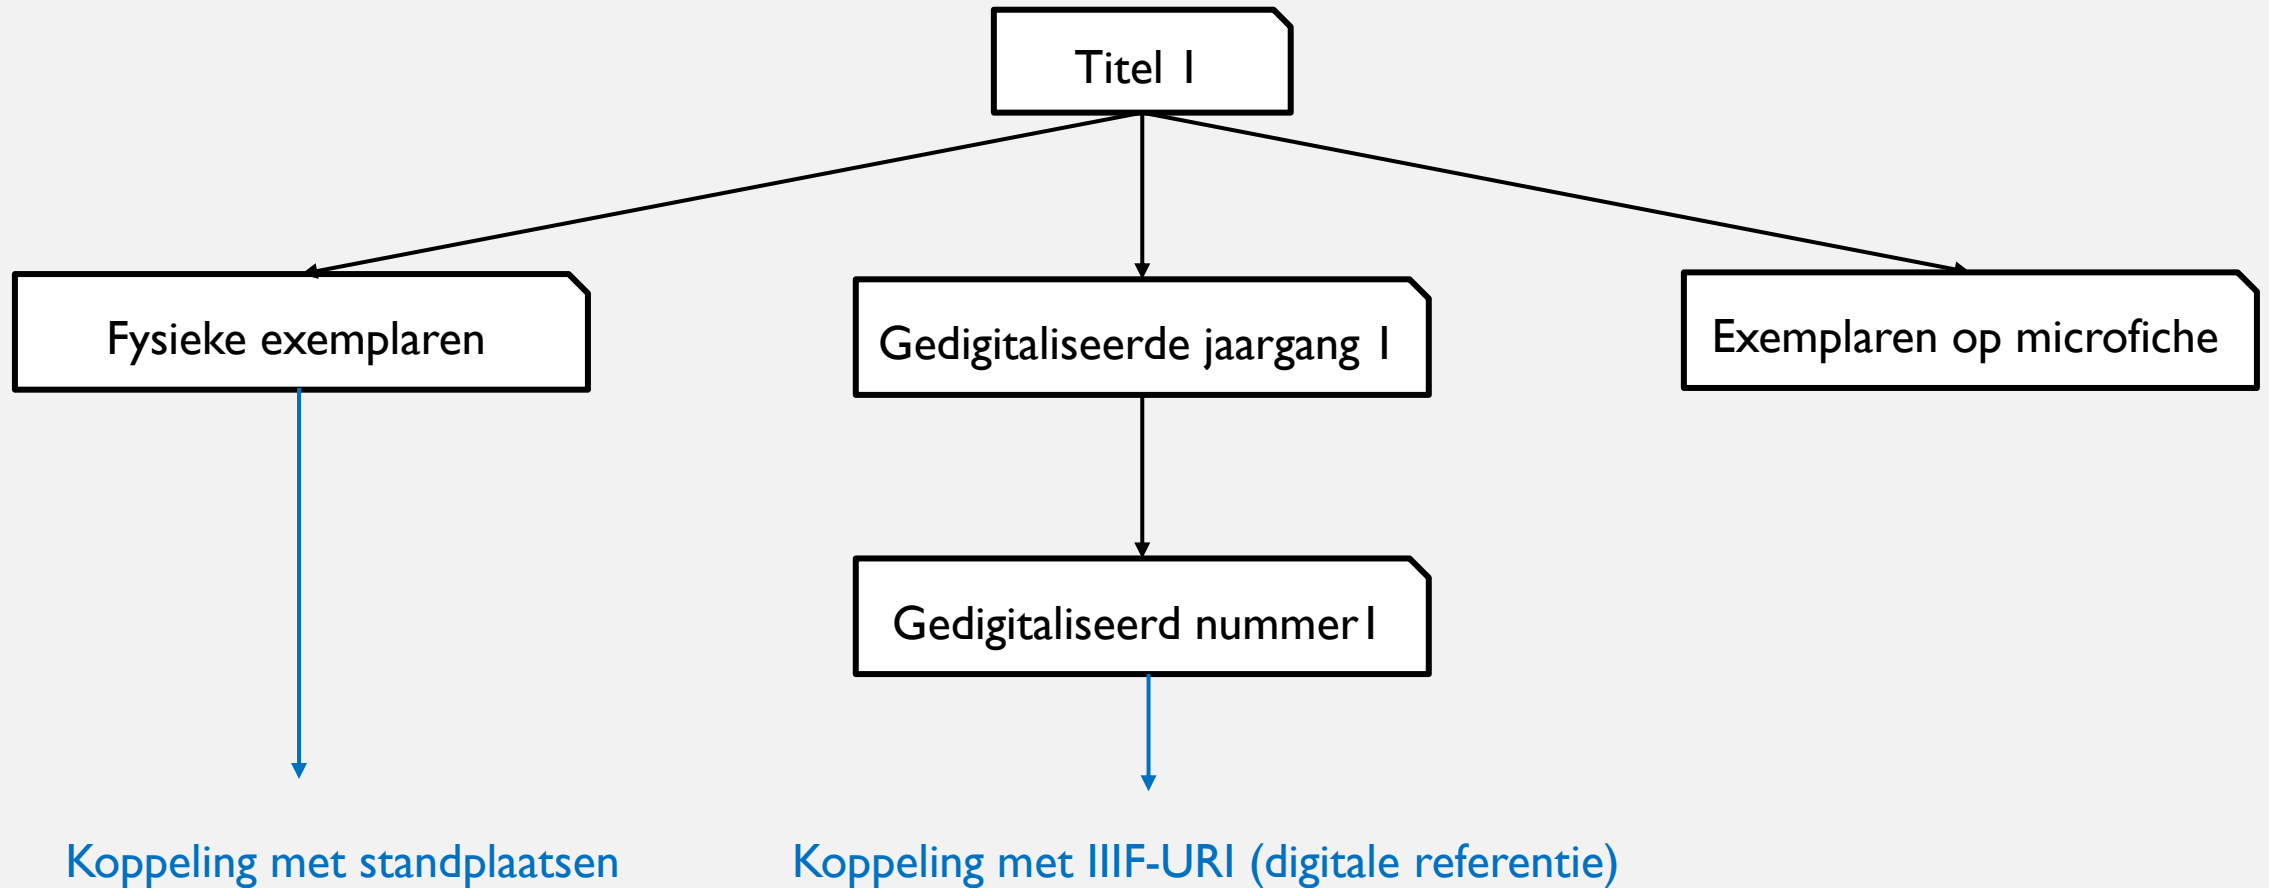 Titel 1
Fysieke exemplaren
Gedigitaliseerde jaargang 1
Exemplaren op microfiche
Gedigitaliseerd nummer1
Koppeling met standplaatsen
Koppeling met IIIF-URI (digitale referentie)